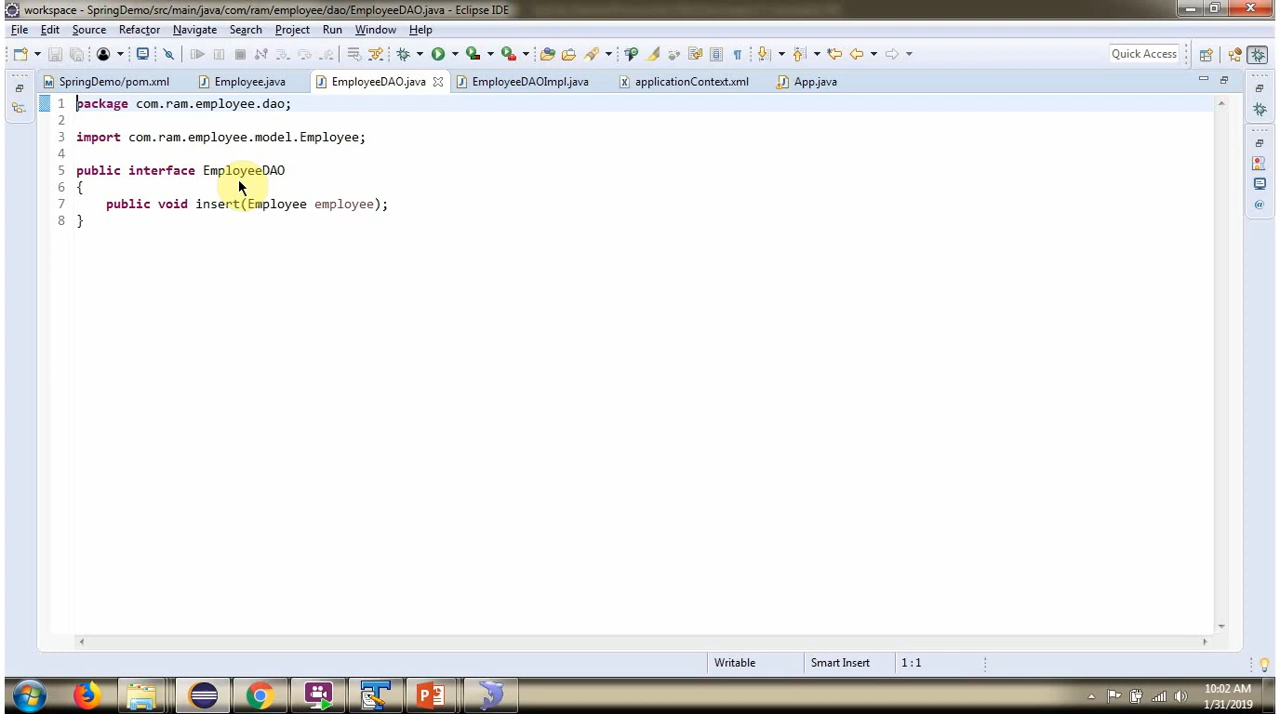 workspace - SpringDemo/src/main/java/com/ram/employee/dao/EmployeeDAO.java - Eclipse IDE
File Edit Source Refactor Navigate Search Project Run Window Help
Quick Access
SpringDemo/pom.xml Employee.java EmployeeDAO.java EmployeeDAOImpl.java applicationContext.xml App.java
1 package com.ram.employee.dao;
2
3 import com.ram.employee.model.Employee;
4
5 public interface EmployeeDAO
6 {
7 public void insert(Employee employee);
8 }
Writable Smart Insert 1 : 1
10:02 AM
1/31/2019